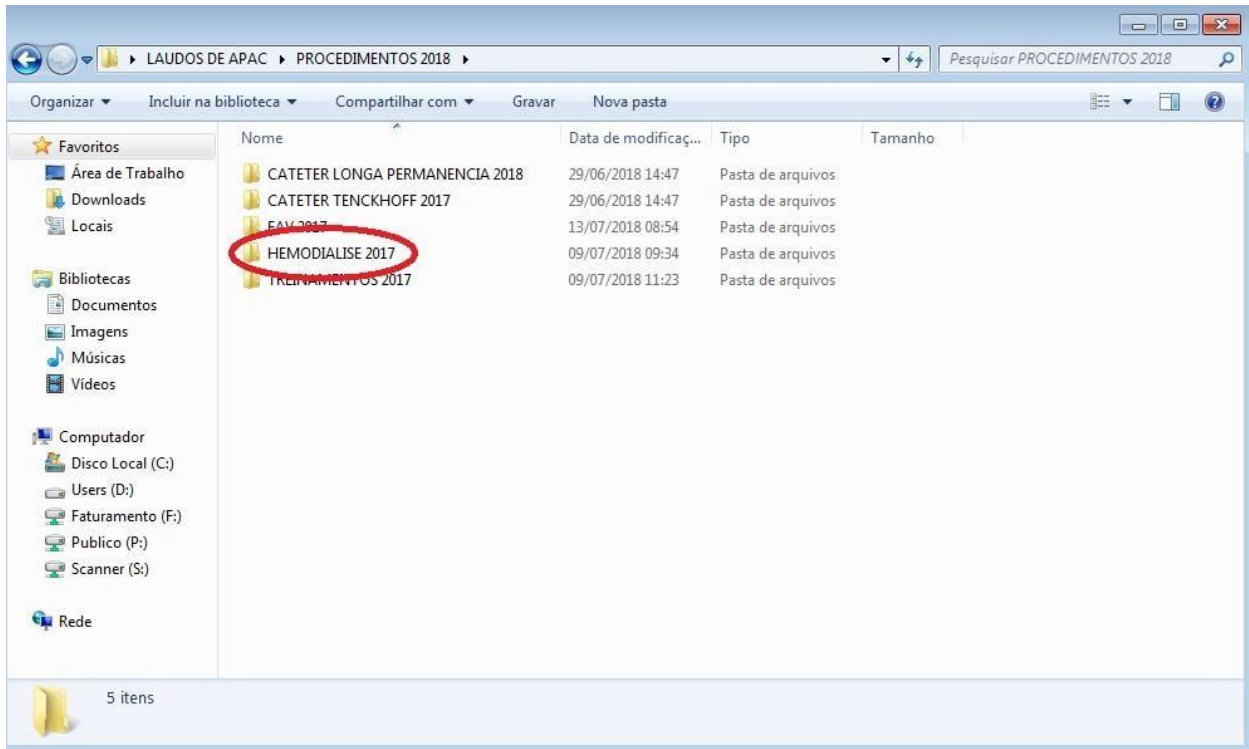 LAUDOS DE APAC ▸ PROCEDIMENTOS 2018 ▸
Pesquisar PROCEDIMENTOS 2018
Organizar Incluir na biblioteca Compartilhar com Gravar Nova pasta
Favoritos
Área de Trabalho
Downloads
Locais
Bibliotecas
Documentos
Imagens
Músicas
Vídeos
Computador
Disco Local (C:)
Users (D:)
Faturamento (F:)
Publico (P:)
Scanner (S:)
Rede
Nome Data de modificaç... Tipo Tamanho
CATETER LONGA PERMANENCIA 2018 29/06/2018 14:47 Pasta de arquivos
CATETER TENCKHOFF 2017 29/06/2018 14:47 Pasta de arquivos
FAV 2017 13/07/2018 08:54 Pasta de arquivos
HEMODIALISE 2017 09/07/2018 09:34 Pasta de arquivos
TREINAMENTOS 2017 09/07/2018 11:23 Pasta de arquivos
5 itens